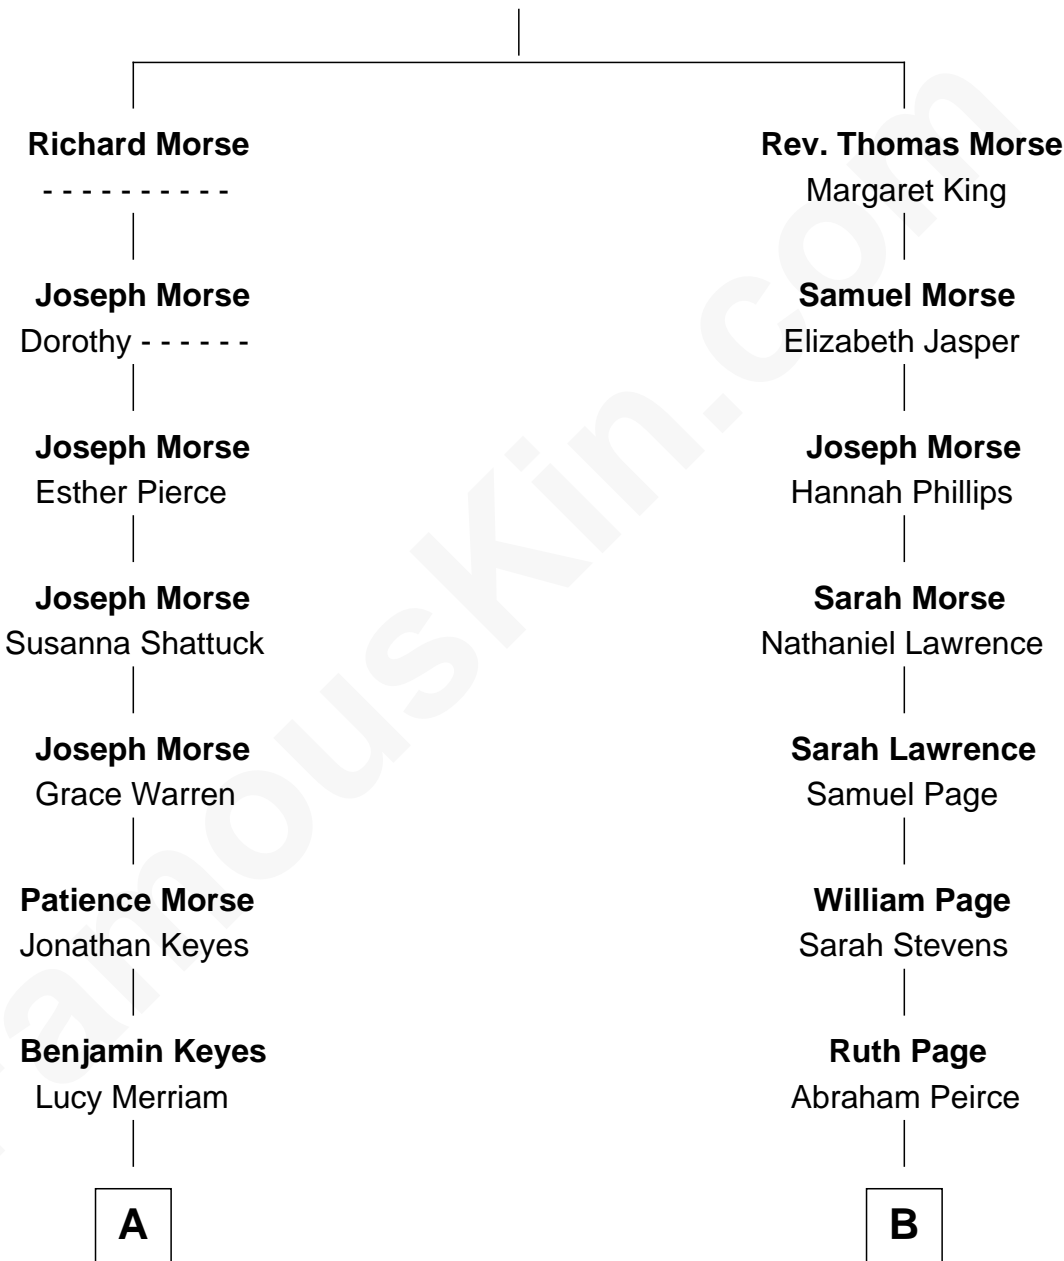 Richard Morse
- - - - - - - - - -
Joseph Morse
Dorothy - - - - - -
Joseph Morse
Esther Pierce
Joseph Morse
Susanna Shattuck
Joseph Morse
Grace Warren
Patience Morse
Jonathan Keyes
Benjamin Keyes
Lucy Merriam
A
Rev. Thomas Morse
Margaret King
Samuel Morse
Elizabeth Jasper
Joseph Morse
Hannah Phillips
Sarah Morse
Nathaniel Lawrence
Sarah Lawrence
Samuel Page
William Page
Sarah Stevens
Ruth Page
Abraham Peirce
B
FamousKin.com